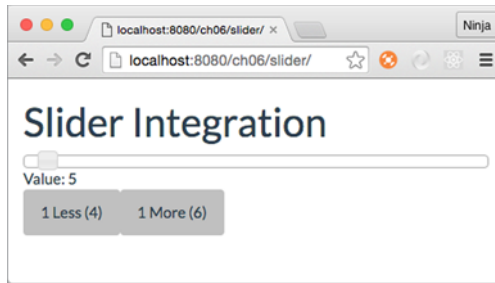 localhost:8080/ch06/slider/ ×
Ninja
localhost:8080/ch06/slider/
Slider Integration
Value: 5
1 Less (4) 1 More (6)